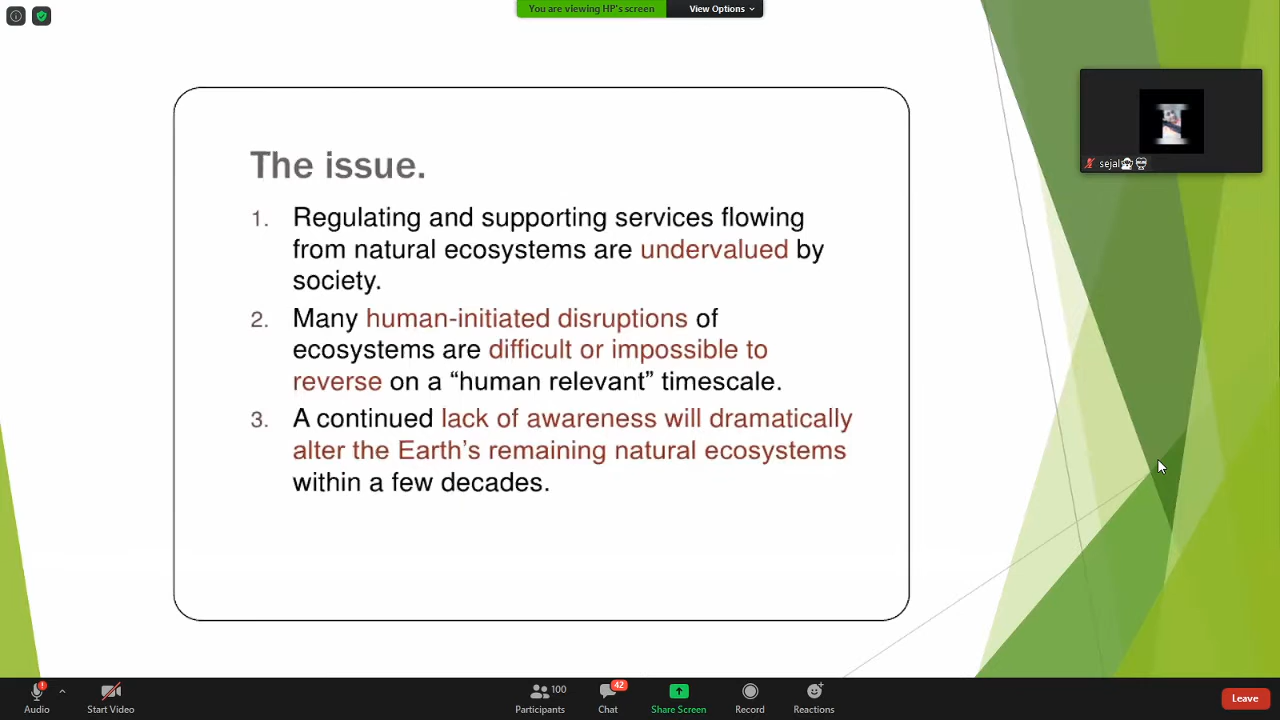 You are viewing HP's screen View Options
The issue.
1. Regulating and supporting services flowing
from natural ecosystems are undervalued by
society.
2. Many human-initiated disruptions of
ecosystems are difficult or impossible to
reverse on a “human relevant” timescale.
3. A continued lack of awareness will dramatically
alter the Earth’s remaining natural ecosystems
within a few decades.
sejal
100
42
Audio Start Video Participants Chat Share Screen Record Reactions Leave